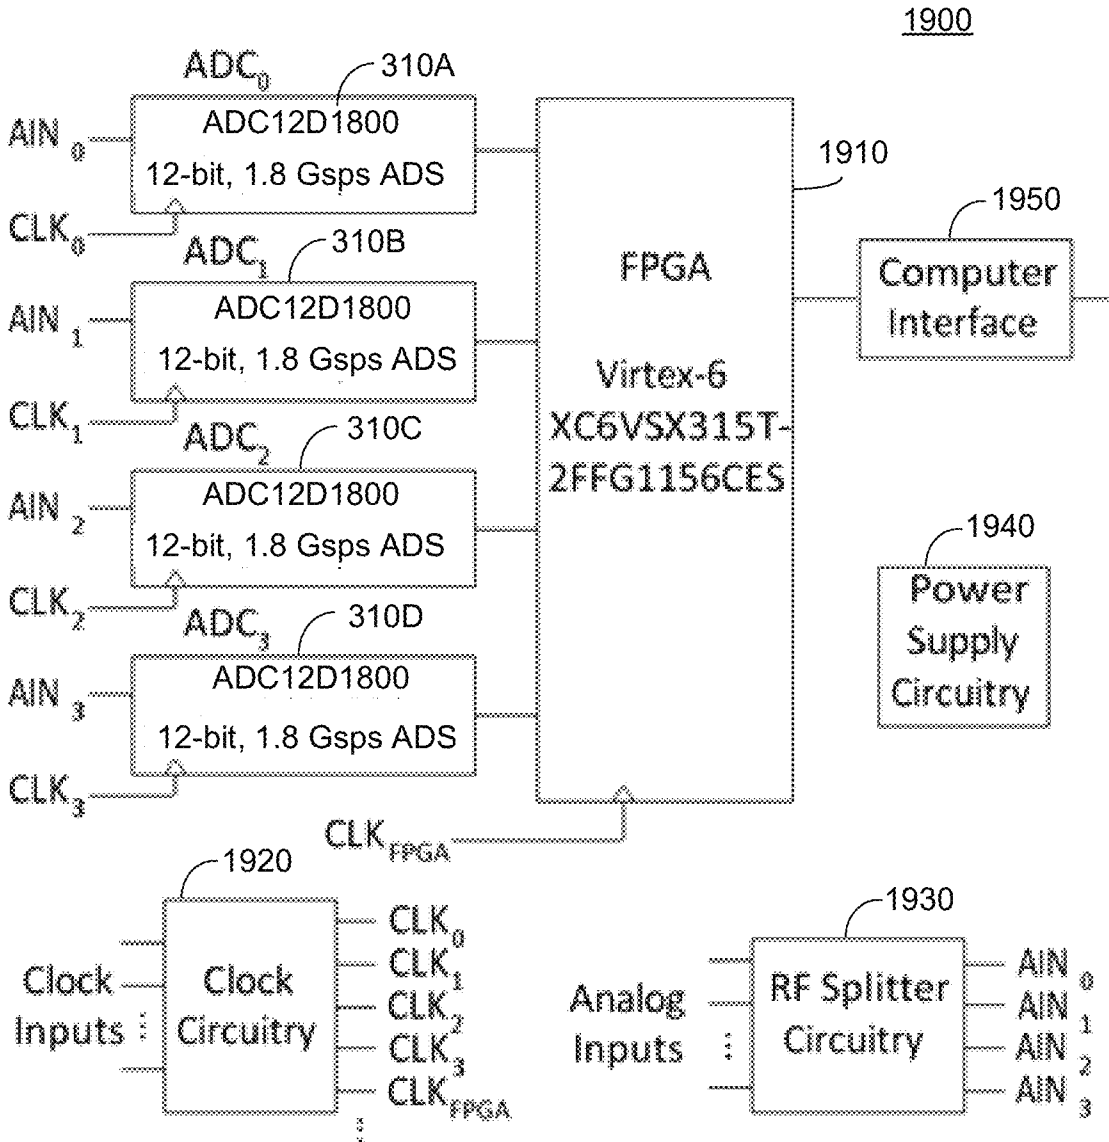 1900
ADC0
310A
AIN 0
ADC12D1800
12-bit, 1.8 Gsps ADS
CLK0
ADC1
310B
AIN 1
ADC12D1800
12-bit, 1.8 Gsps ADS
CLK1
ADC2
310C
AIN 2
ADC12D1800
12-bit, 1.8 Gsps ADS
CLK2
ADC3
310D
AIN 3
ADC12D1800
12-bit, 1.8 Gsps ADS
CLK3
1910
FPGA
Virtex-6
XC6VSX315T-
2FFG1156CES
CLKFPGA
1950
Computer
Interface
1940
Power
Supply
Circuitry
1920
Clock
Inputs
Clock
Circuitry
CLK0
CLK1
CLK2
CLK3
CLKFPGA
1930
Analog
Inputs
RF Splitter
Circuitry
AIN 0
AIN 1
AIN 2
AIN 3